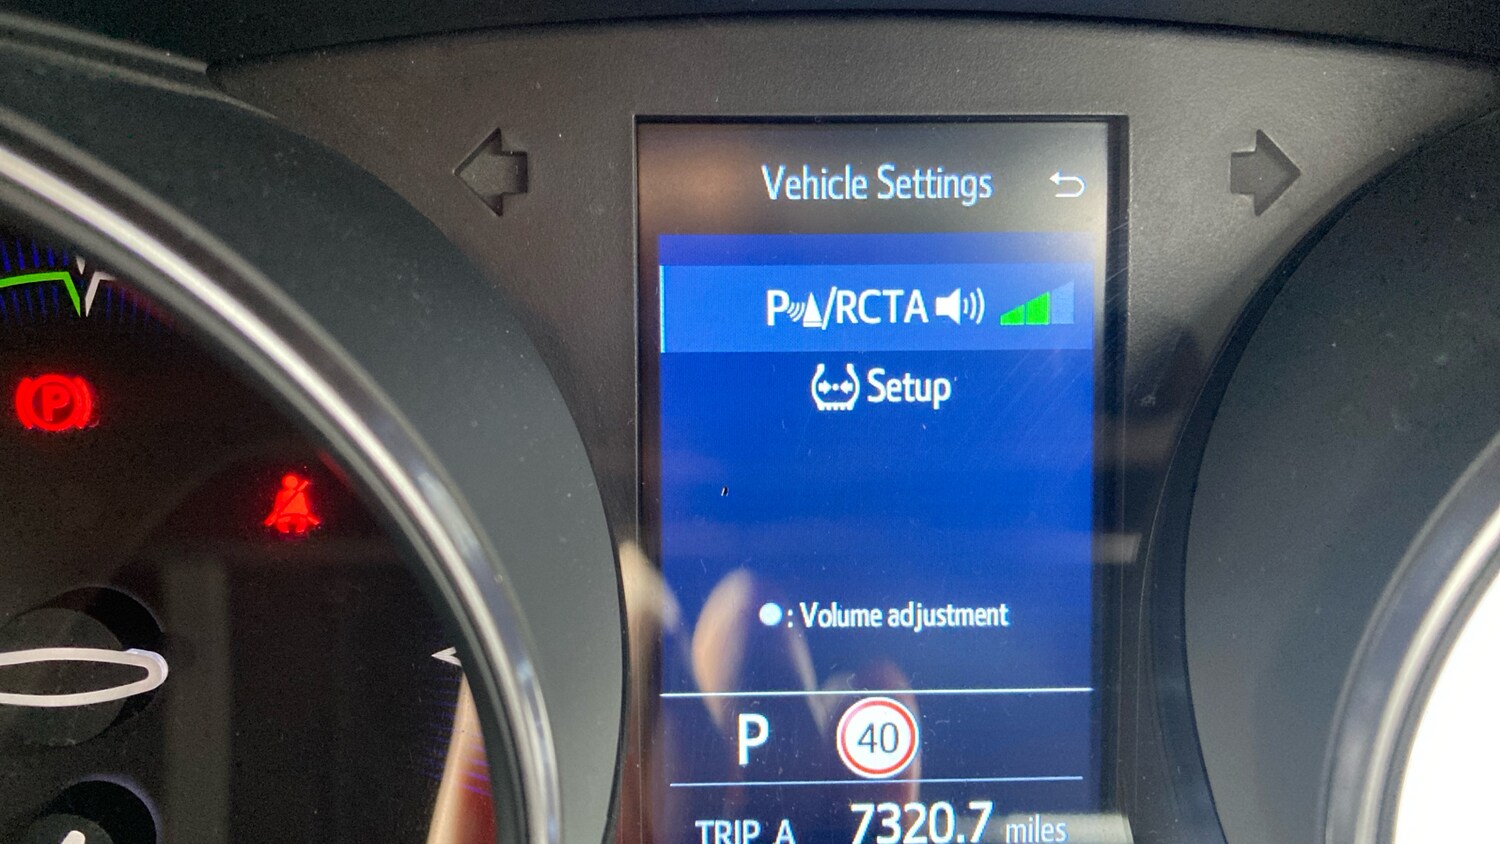 Vehicle Settings
P/RCTA
Setup
: Volume adjustment
P 40
TRIP A 7320.7 miles
P